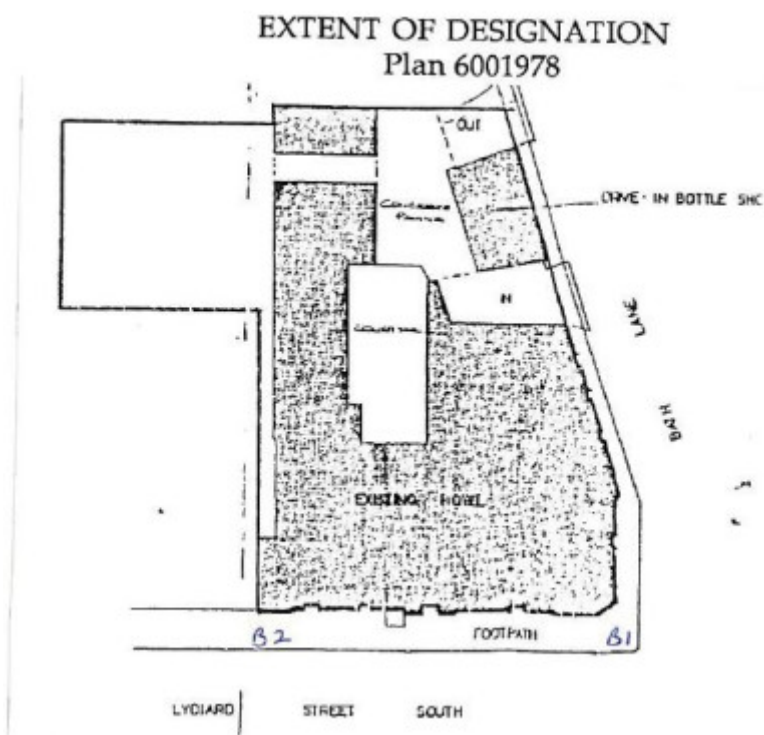 EXTENT OF DESIGNATION
Plan 6001978
OUT
DRIVE-IN BOTTLE SHO
IN
LANE
BATH
EXISTING HOTEL
B2
FOOTPATH
B1
LYDIARD STREET SOUTH